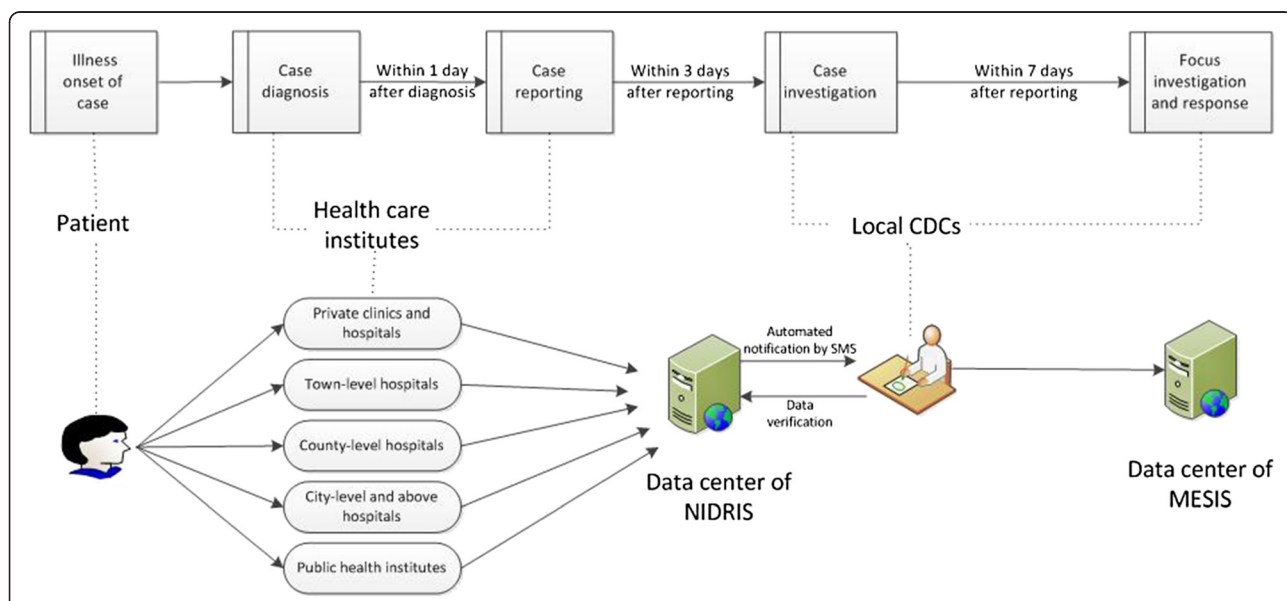 Illness
onset of
case
Case
diagnosis
Within 1 day
after diagnosis
Case
reporting
Within 3 days
after reporting
Case
investigation
Within 7 days
after reporting
Focus
investigation
and response
Patient
Health care
institutes
Local CDCs
Private clinics and
hospitals
Town-level hospitals
County-level hospitals
City-level and above
hospitals
Public health institutes
Automated
notification by SMS
Data
verification
Data center of
NIDRIS
Data center of
MESIS